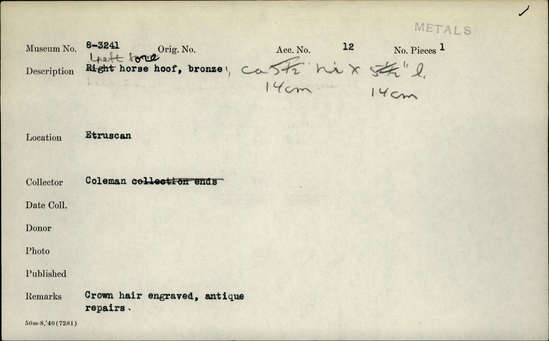 METALS
Museum No. 8-3241 Orig. No. Acc. No. 12 No. Pieces 1
Left fore
Description Right horse hoof, bronze, ca 5½" hi x 5½" l.
14cm 14cm
Location Etruscan
Collector Coleman collection ends
Date Coll.
Donor
Photo
Published
Remarks Crown hair engraved, antique
repairs.
50m-8,'40(7281)